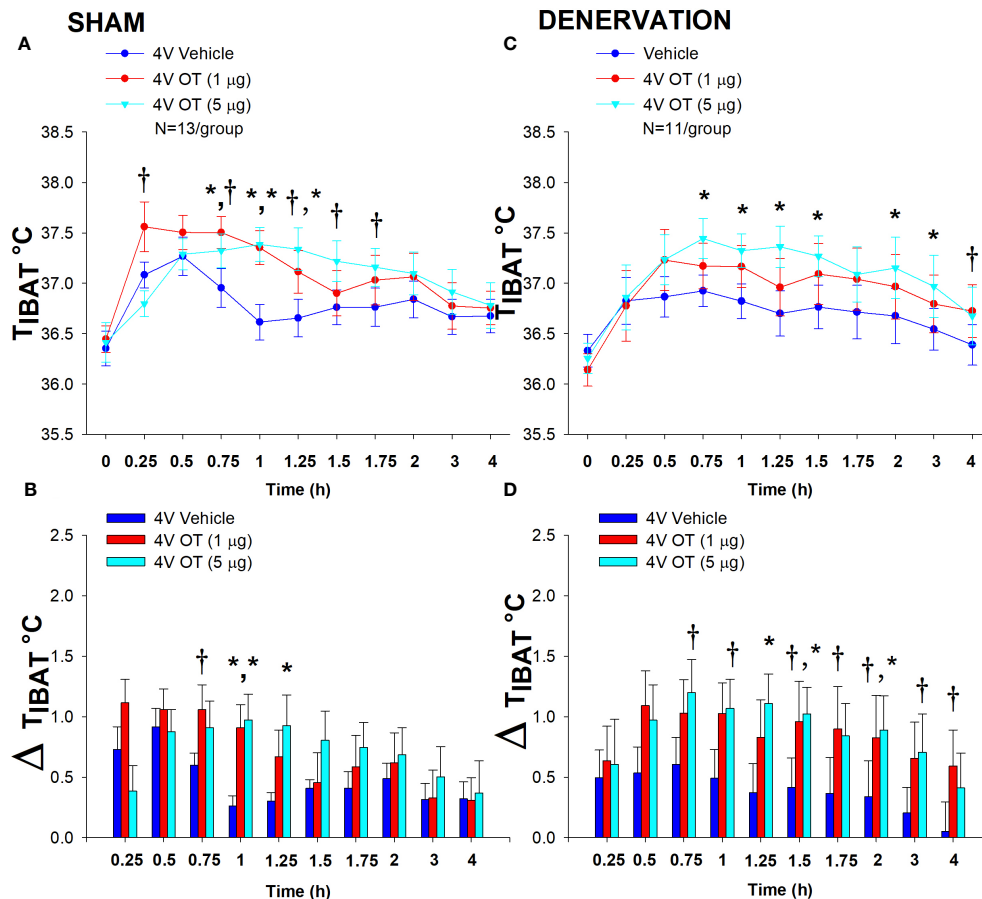 SHAM
A
4V Vehicle
4V OT (1 μg)
4V OT (5 μg)
N=13/group
38.5
38.0
37.5
37.0
36.5
36.0
35.5
TIBAT °C
† *,† *,* †,* † †
0 0.25 0.5 0.75 1 1.25 1.5 1.75 2 3 4
Time (h)
DENERVATION
C
Vehicle
4V OT (1 μg)
4V OT (5 μg)
N=11/group
38.5
38.0
37.5
37.0
36.5
36.0
35.5
TIBAT °C
* * * * * * †
0 0.25 0.5 0.75 1 1.25 1.5 1.75 2 3 4
Time (h)
B
4V Vehicle
4V OT (1 μg)
4V OT (5 μg)
2.5
2.0
1.5
1.0
0.5
0.0
Δ TIBAT °C
† *,* *
0.25 0.5 0.75 1 1.25 1.5 1.75 2 3 4
Time (h)
D
4V Vehicle
4V OT (1 μg)
4V OT (5 μg)
2.5
2.0
1.5
1.0
0.5
0.0
Δ TIBAT °C
† † * †,* † †,* † †
0.25 0.5 0.75 1 1.25 1.5 1.75 2 3 4
Time (h)